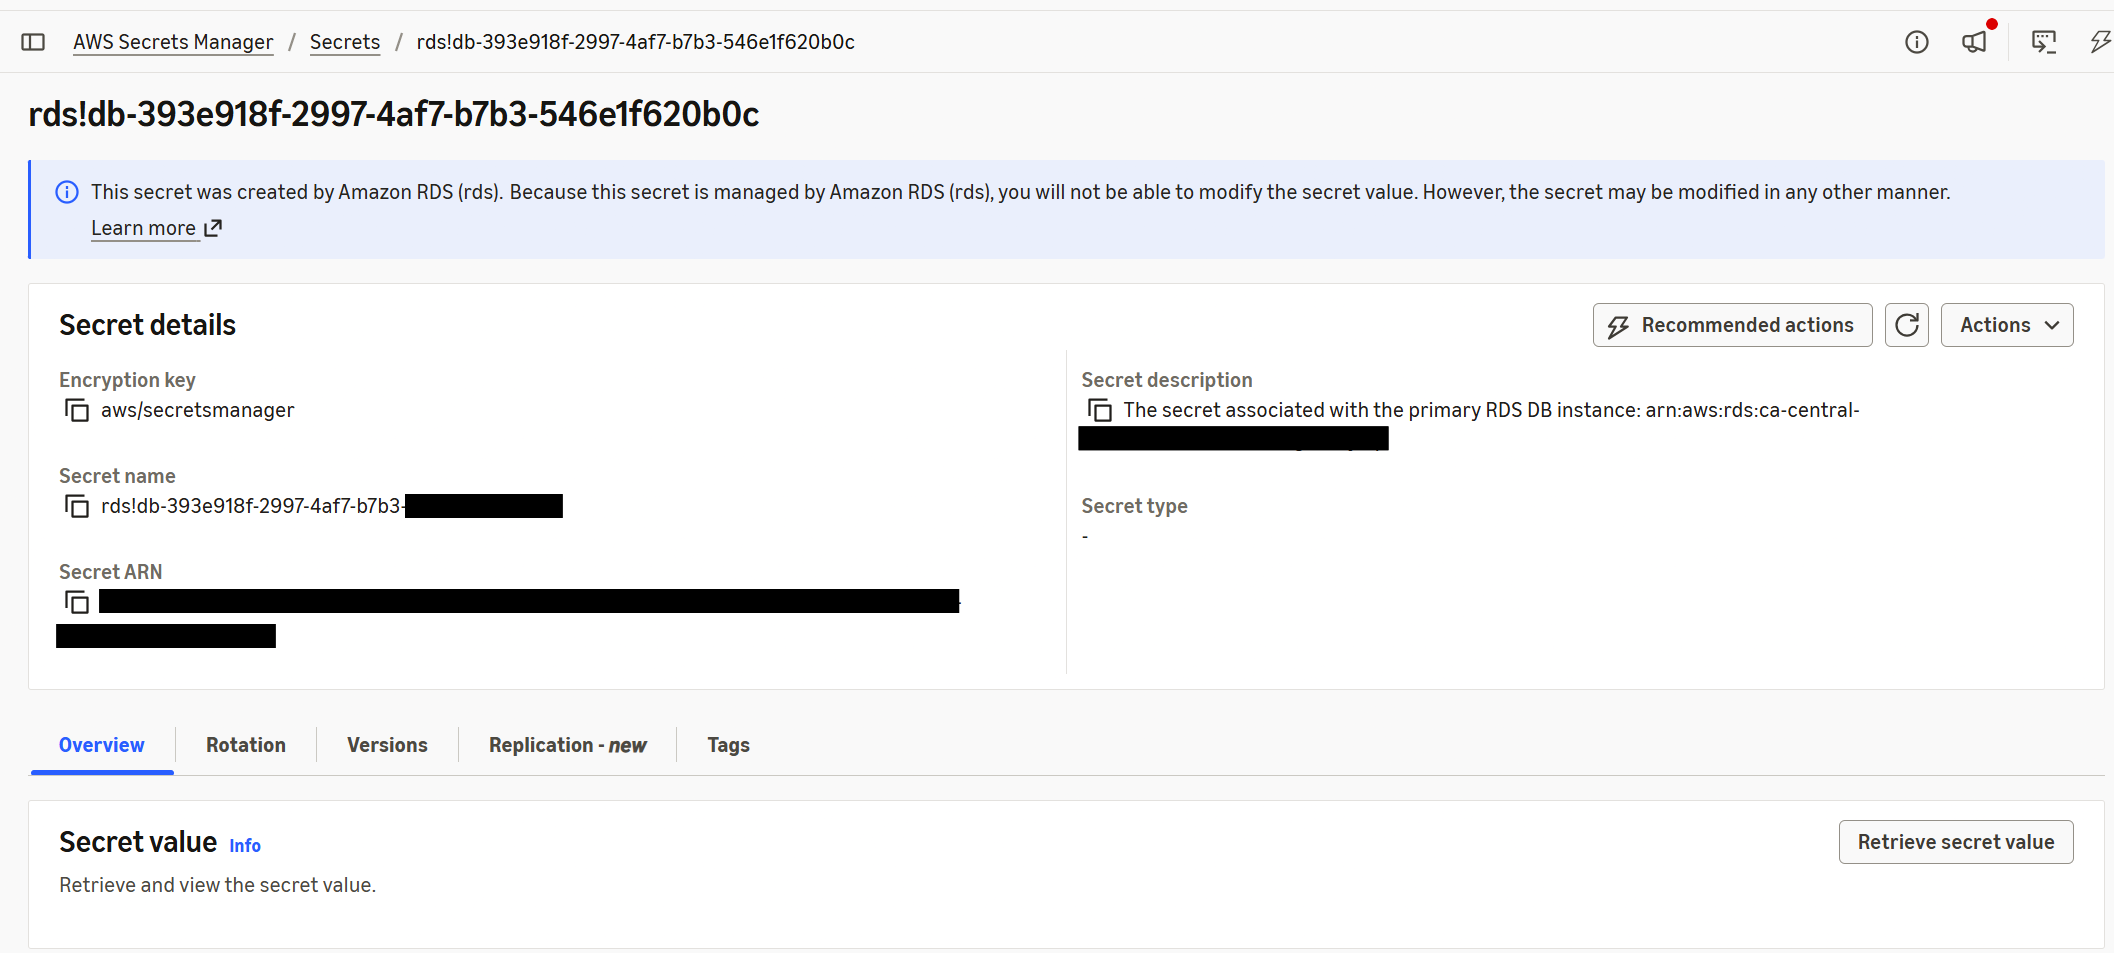 AWS Secrets Manager / Secrets / rds!db-393e918f-2997-4af7-b7b3-546e1f620b0c
rds!db-393e918f-2997-4af7-b7b3-546e1f620b0c
This secret was created by Amazon RDS (rds). Because this secret is managed by Amazon RDS (rds), you will not be able to modify the secret value. However, the secret may be modified in any other manner.
Learn more
Secret details
Recommended actions
Actions
Encryption key
aws/secretsmanager
Secret name
rds!db-393e918f-2997-4af7-b7b3-
Secret ARN
Secret description
The secret associated with the primary RDS DB instance: arn:aws:rds:ca-central-
Secret type
-
Overview
Rotation
Versions
Replication - new
Tags
Secret value Info
Retrieve secret value
Retrieve and view the secret value.